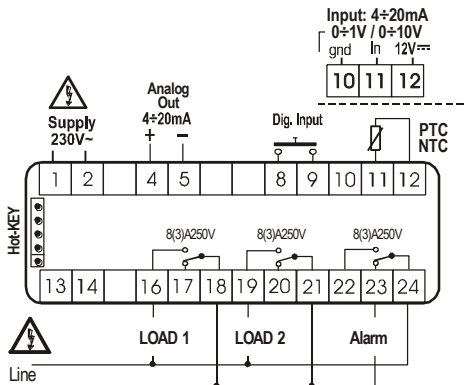 Input: 4÷20mA
0÷1V / 0÷10V
gnd In 12V
10 11 12
Supply
230V~
Analog
Out
4÷20mA
+ −
Dig. Input
PTC
NTC
1 2 4 5 8 9 10 11 12
Hot-KEY
8(3)A250V 8(3)A250V 8(3)A250V
13 14 16 17 18 19 20 21 22 23 24
LOAD 1 LOAD 2 Alarm
Line